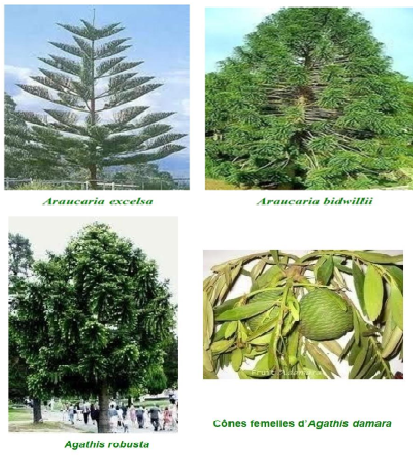 Araucaria excelsa
Araucaria bidwillii
Agathis robusta
Cônes femelles d'Agathis damara